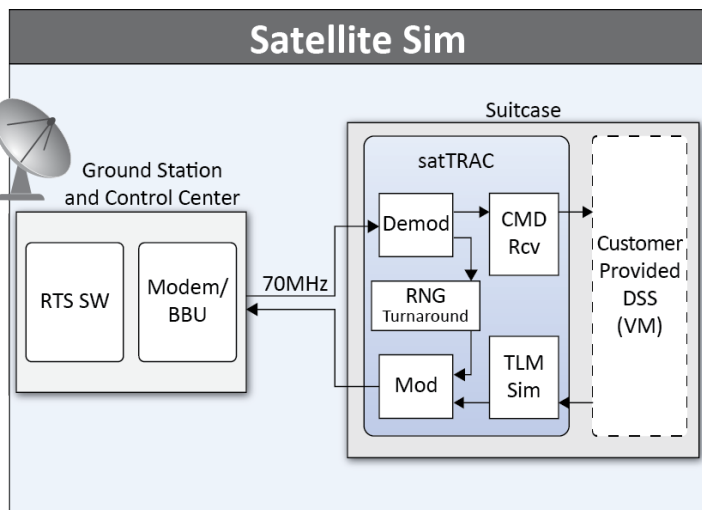 Satellite Sim
Suitcase
satTRAC
Ground Station
and Control Center
Demod
CMD
Rcv
Customer
Provided
DSS
(VM)
RTS SW
Modem/
BBU
70MHz
RNG
Turnaround
Mod
TLM
Sim